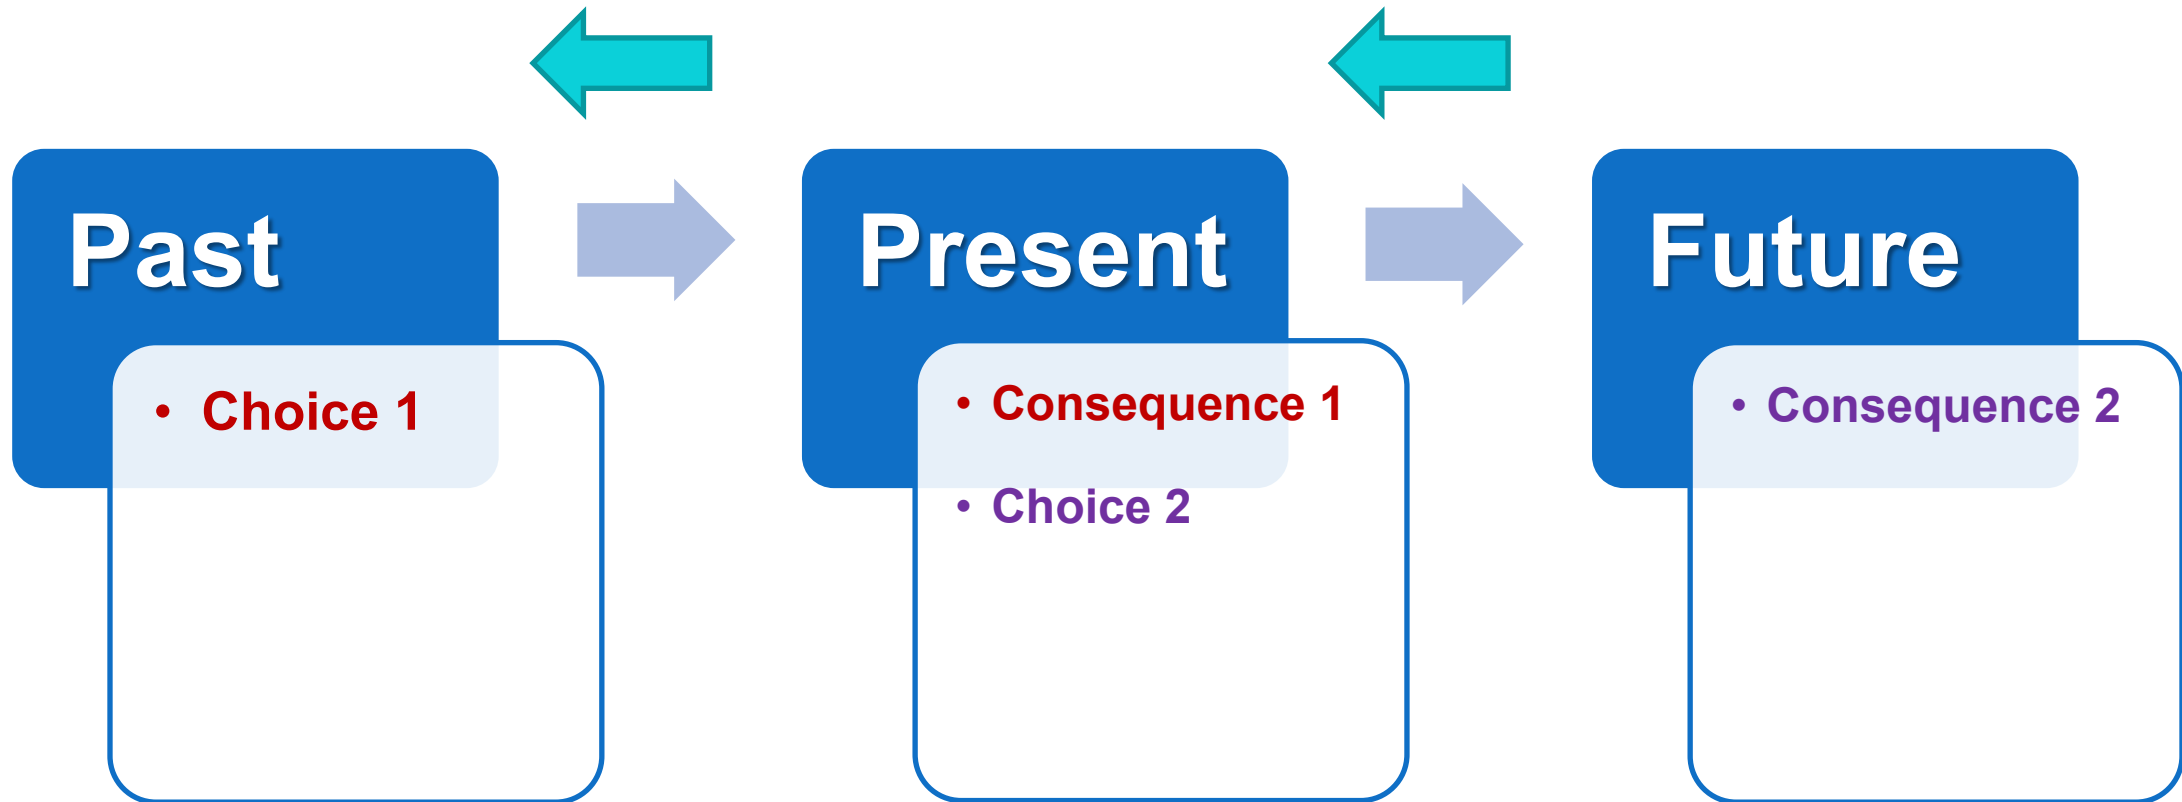 Past
• Choice 1
Present
• Consequence 1
• Choice 2
Future
• Consequence 2